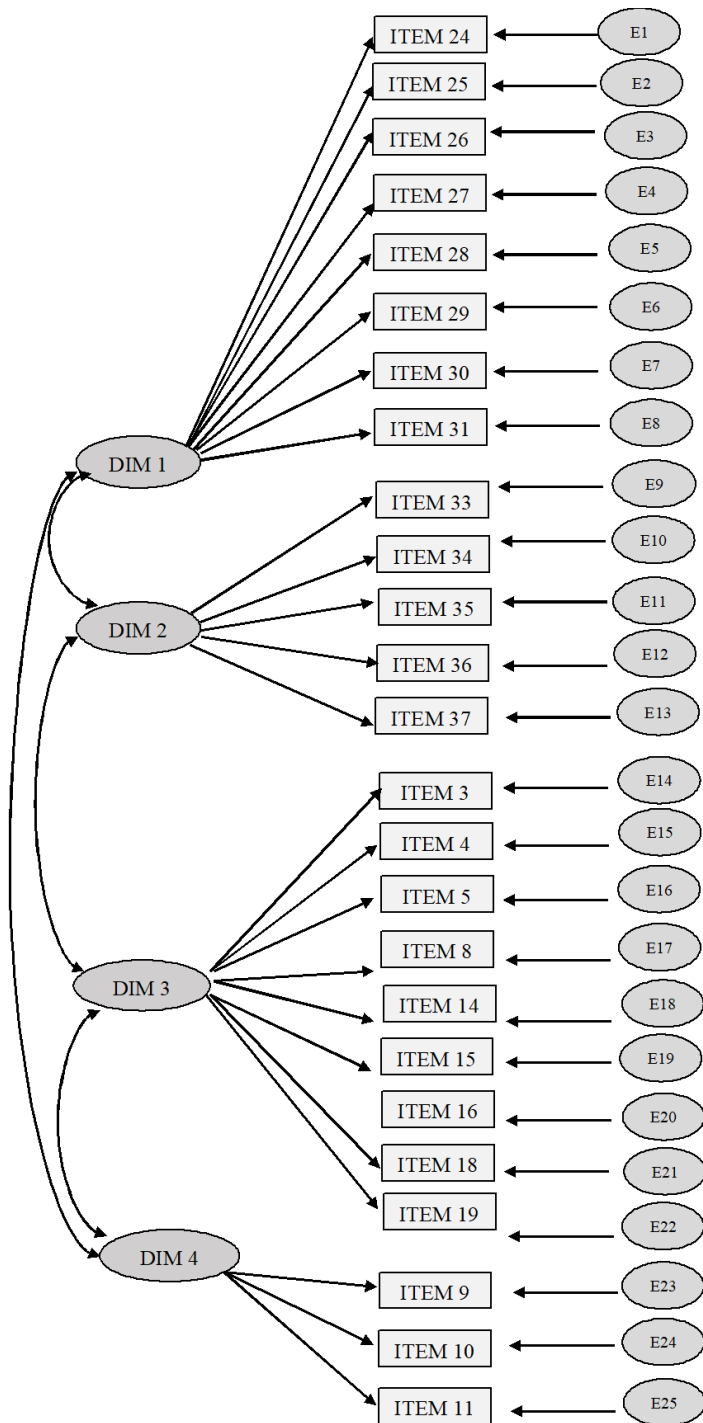 ITEM 24
E1
ITEM 25
E2
ITEM 26
E3
ITEM 27
E4
ITEM 28
E5
ITEM 29
E6
ITEM 30
E7
ITEM 31
E8
DIM 1
ITEM 33
E9
ITEM 34
E10
ITEM 35
E11
DIM 2
ITEM 36
E12
ITEM 37
E13
ITEM 3
E14
ITEM 4
E15
ITEM 5
E16
ITEM 8
E17
DIM 3
ITEM 14
E18
ITEM 15
E19
ITEM 16
E20
ITEM 18
E21
ITEM 19
E22
DIM 4
ITEM 9
E23
ITEM 10
E24
ITEM 11
E25